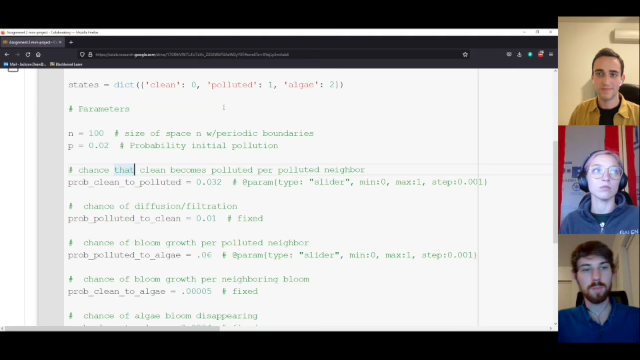 states = dict({'clean': 0, 'polluted': 1, 'algae': 2})
# Parameters
n = 100 # size of space n w/periodic boundaries
p = 0.02 # Probability initial pollution
# chance that clean becomes polluted per polluted neighbor
prob_clean_to_polluted = 0.032 # @param{type: "slider", min:0, max:1, step:0.001}
# chance of diffusion/filtration
prob_polluted_to_clean = 0.01 # fixed
# chance of bloom growth per polluted neighbor
prob_polluted_to_algae = .06 # @param{type: "slider", min:0, max:1, step:0.001}
# chance of bloom growth per neighboring bloom
prob_clean_to_algae = .00005 # fixed
# chance of algae bloom disappearing